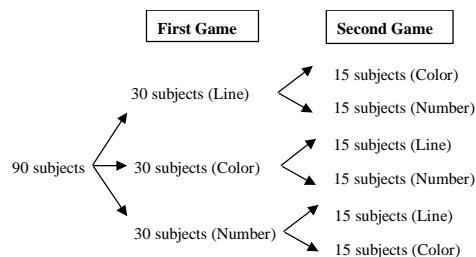 First Game
Second Game
15 subjects (Color)
30 subjects (Line)
15 subjects (Number)
15 subjects (Line)
90 subjects
30 subjects (Color)
15 subjects (Number)
15 subjects (Line)
30 subjects (Number)
15 subjects (Color)